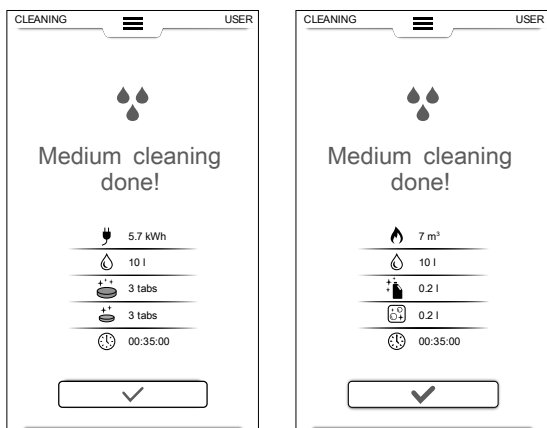 CLEANING USER
Medium cleaning
done!
5.7 kWh
10 l
3 tabs
3 tabs
00:35:00
CLEANING USER
Medium cleaning
done!
7 m³
10 l
0.2 l
0.2 l
00:35:00